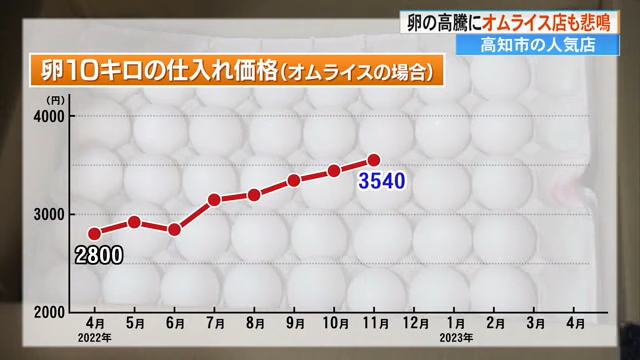 卵の高騰にオムライス店も悲鳴
高知市の人気店
卵10キロの仕入れ価格(オムライスの場合)
(円)
4000
3000
2000
2800
3540
4月 5月 6月 7月 8月 9月 10月 11月 12月 1月 2月 3月 4月
2022年 2023年